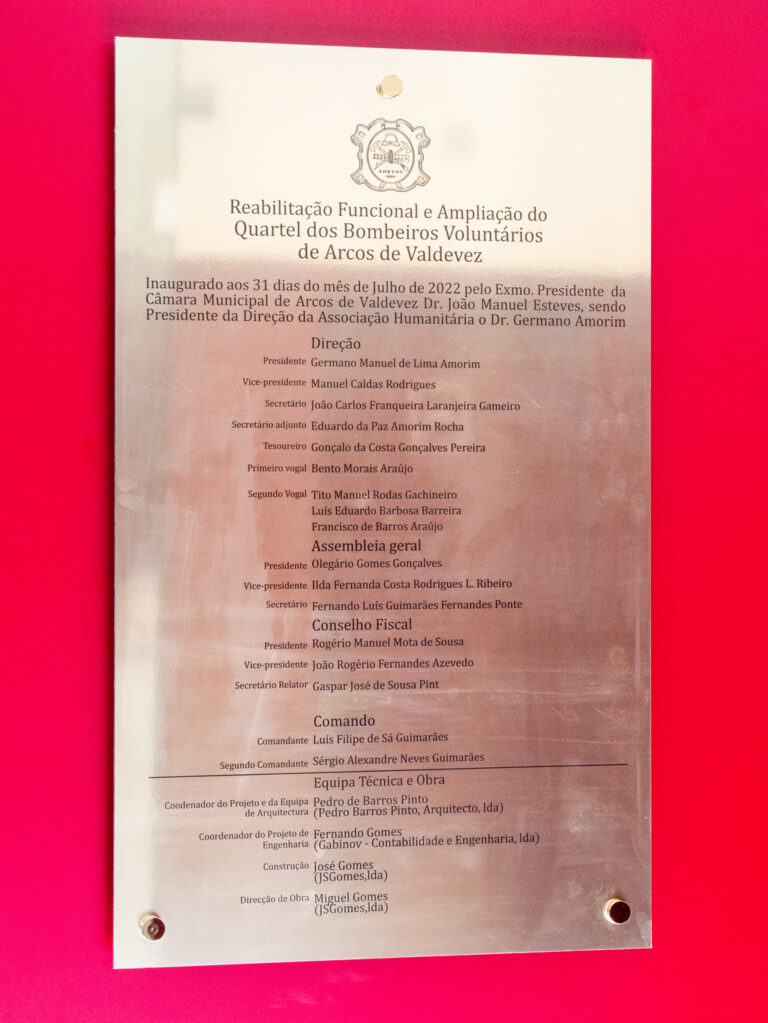 AHBVAV
Reabilitação Funcional e Ampliação do
Quartel dos Bombeiros Voluntários
de Arcos de Valdevez
Inaugurado aos 31 dias do mês de Julho de 2022 pelo Exmo. Presidente da
Câmara Municipal de Arcos de Valdevez Dr. João Manuel Esteves, sendo
Presidente da Direção da Associação Humanitária o Dr. Germano Amorim
Direção
Presidente Germano Manuel de Lima Amorim
Vice-presidente Manuel Caldas Rodrigues
Secretário João Carlos Franqueira Laranjeira Gameiro
Secretário adjunto Eduardo da Paz Amorim Rocha
Tesoureiro Gonçalo da Costa Gonçalves Pereira
Primeiro vogal Bento Morais Araújo
Segundo Vogal Tito Manuel Rodas Gachineiro
Luís Eduardo Barbosa Barreira
Francisco de Barros Araújo
Assembleia geral
Presidente Olegário Gomes Gonçalves
Vice-presidente Ilda Fernanda Costa Rodrigues L. Ribeiro
Secretário Fernando Luís Guimarães Fernandes Ponte
Conselho Fiscal
Presidente Rogério Manuel Mota de Sousa
Vice-presidente João Rogério Fernandes Azevedo
Secretário Relator Gaspar José de Sousa Pint
Comando
Comandante Luís Filipe de Sá Guimarães
Segundo Comandante Sérgio Alexandre Neves Guimarães
Equipa Técnica e Obra
Coodenador do Projeto e da Equipa Pedro de Barros Pinto
de Arquitectura (Pedro Barros Pinto, Arquitecto, lda)
Coordenador do Projeto de Fernando Gomes
Engenharia (Gabinov - Contabilidade e Engenharia, lda)
Construção José Gomes
(JSGomes,lda)
Direcção de Obra Miguel Gomes
(JSGomes,lda)